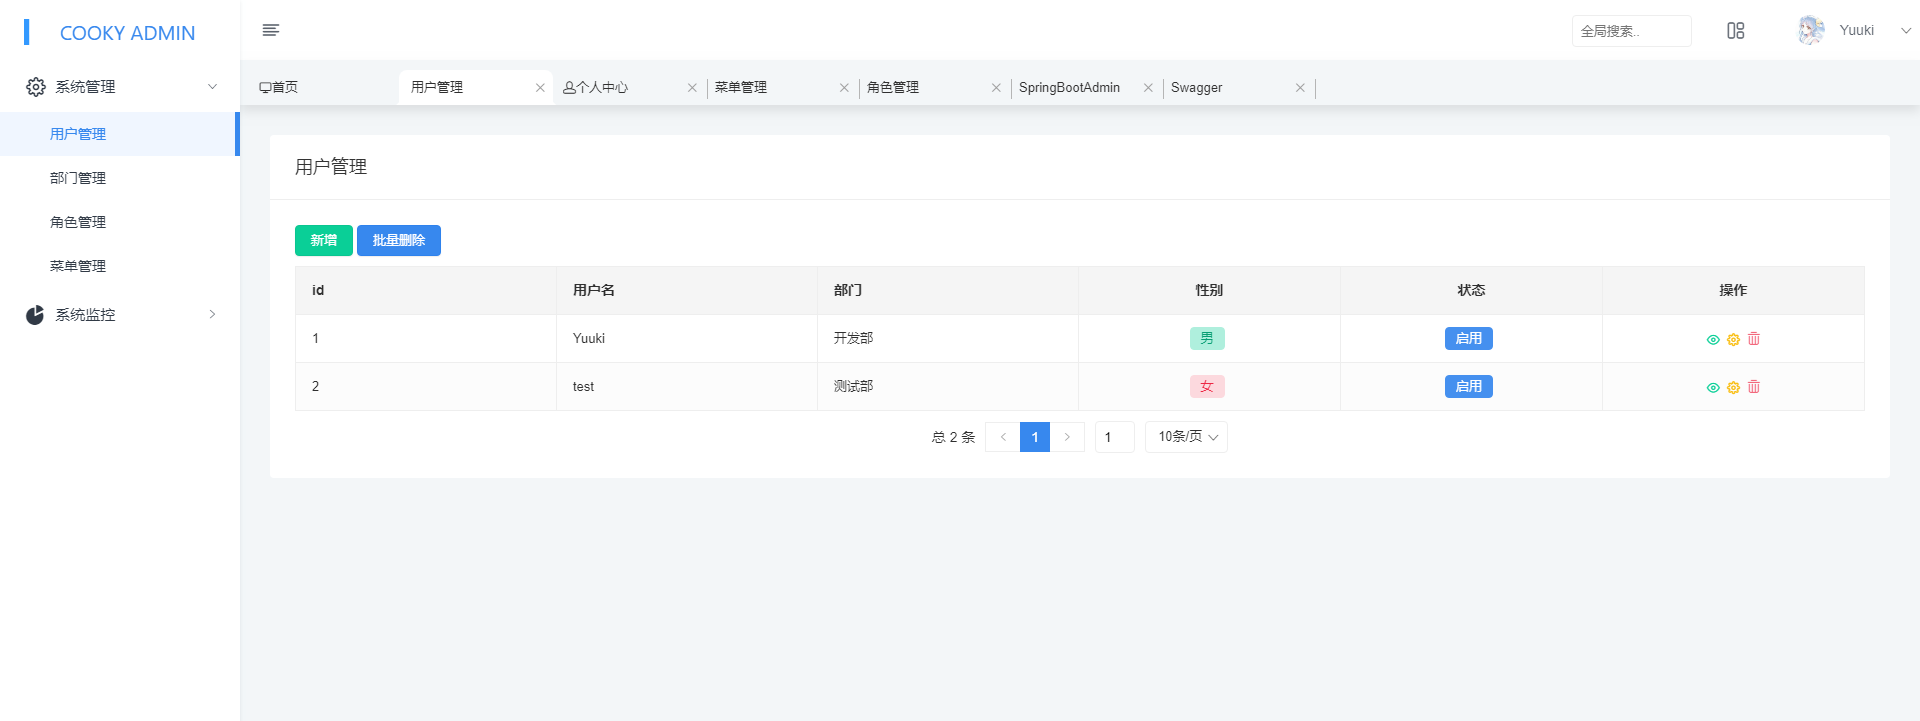 COOKY ADMIN
全局搜索..
Yuuki
系统管理
用户管理
部门管理
角色管理
菜单管理
系统监控
首页
用户管理
个人中心
菜单管理
角色管理
SpringBootAdmin
Swagger
用户管理
新增 批量删除
id 用户名 部门 性别 状态 操作
1 Yuuki 开发部 男 启用
2 test 测试部 女 启用
总 2 条 1 1 10条/页